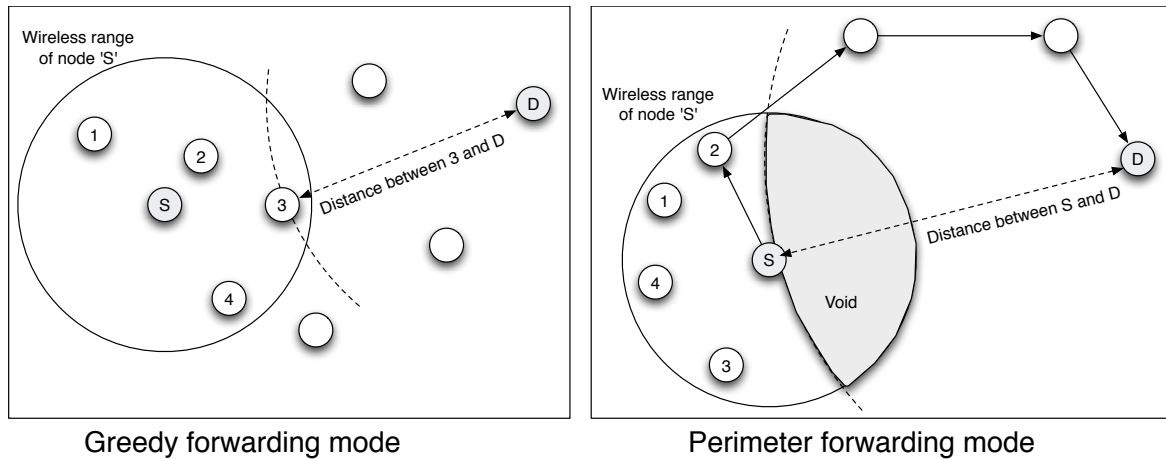 Wireless range
of node 'S'
1
2
S
3
4
D
Distance between 3 and D
Greedy forwarding mode
Wireless range
of node 'S'
2
1
S
4
3
Void
D
Distance between S and D
Perimeter forwarding mode